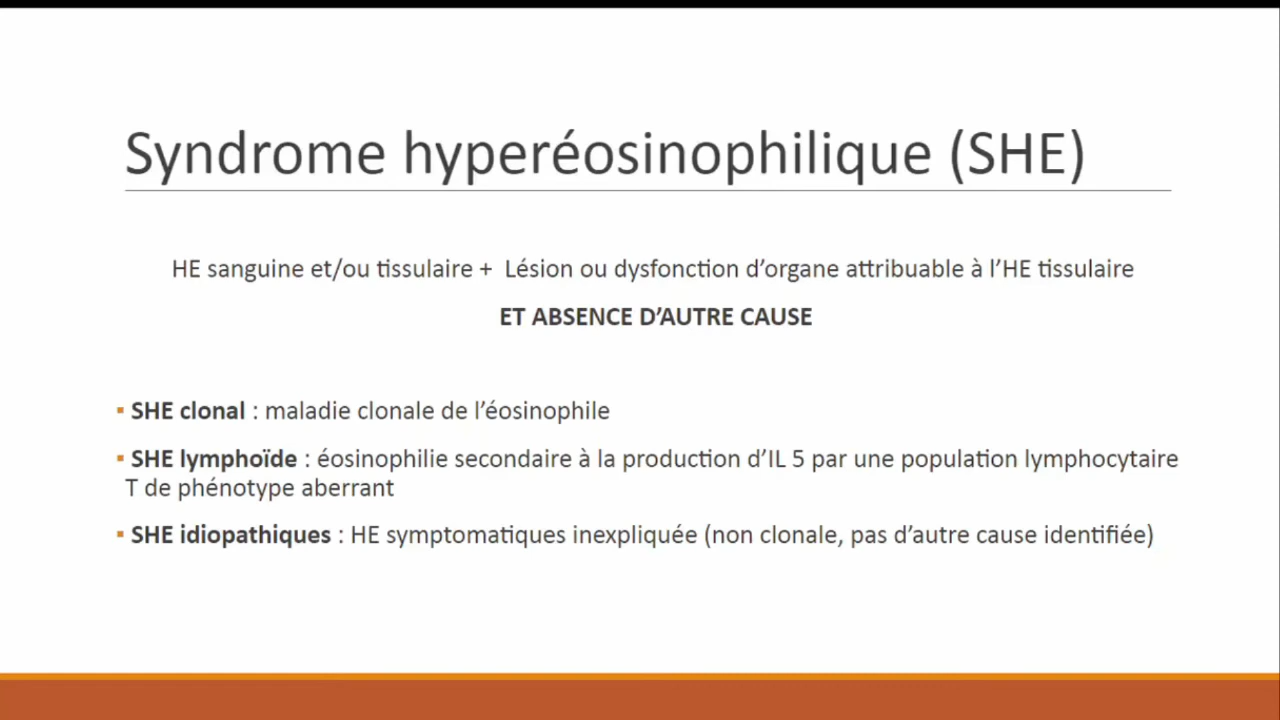 Syndrome hyperéosinophilique (SHE)
HE sanguine et/ou tissulaire + Lésion ou dysfonction d’organe attribuable à l’HE tissulaire
ET ABSENCE D’AUTRE CAUSE
▪ SHE clonal : maladie clonale de l’éosinophile
▪ SHE lymphoïde : éosinophilie secondaire à la production d’IL 5 par une population lymphocytaire
T de phénotype aberrant
▪ SHE idiopathiques : HE symptomatiques inexpliquée (non clonale, pas d’autre cause identifiée)